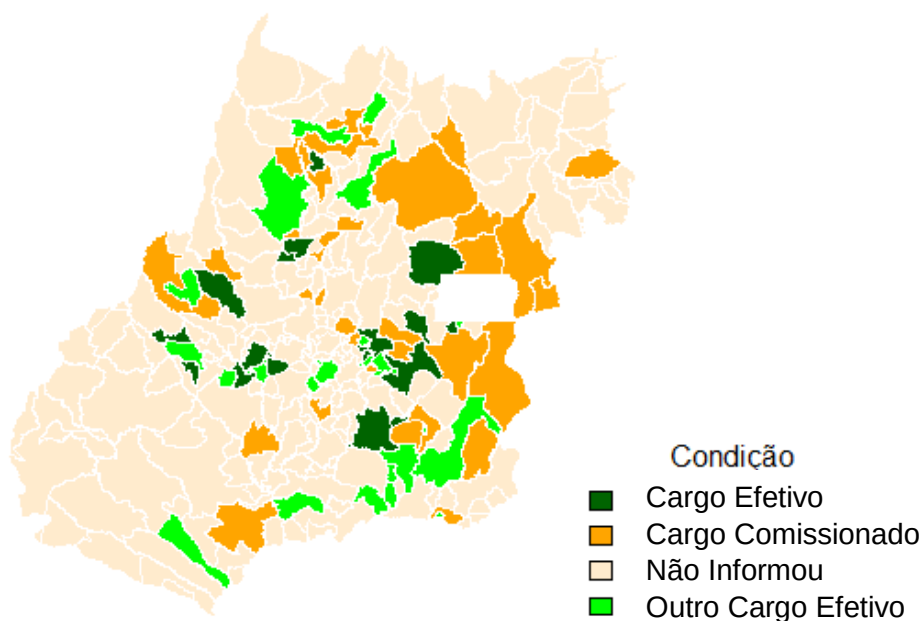 Condição
Cargo Efetivo
Cargo Comissionado
Não Informou
Outro Cargo Efetivo